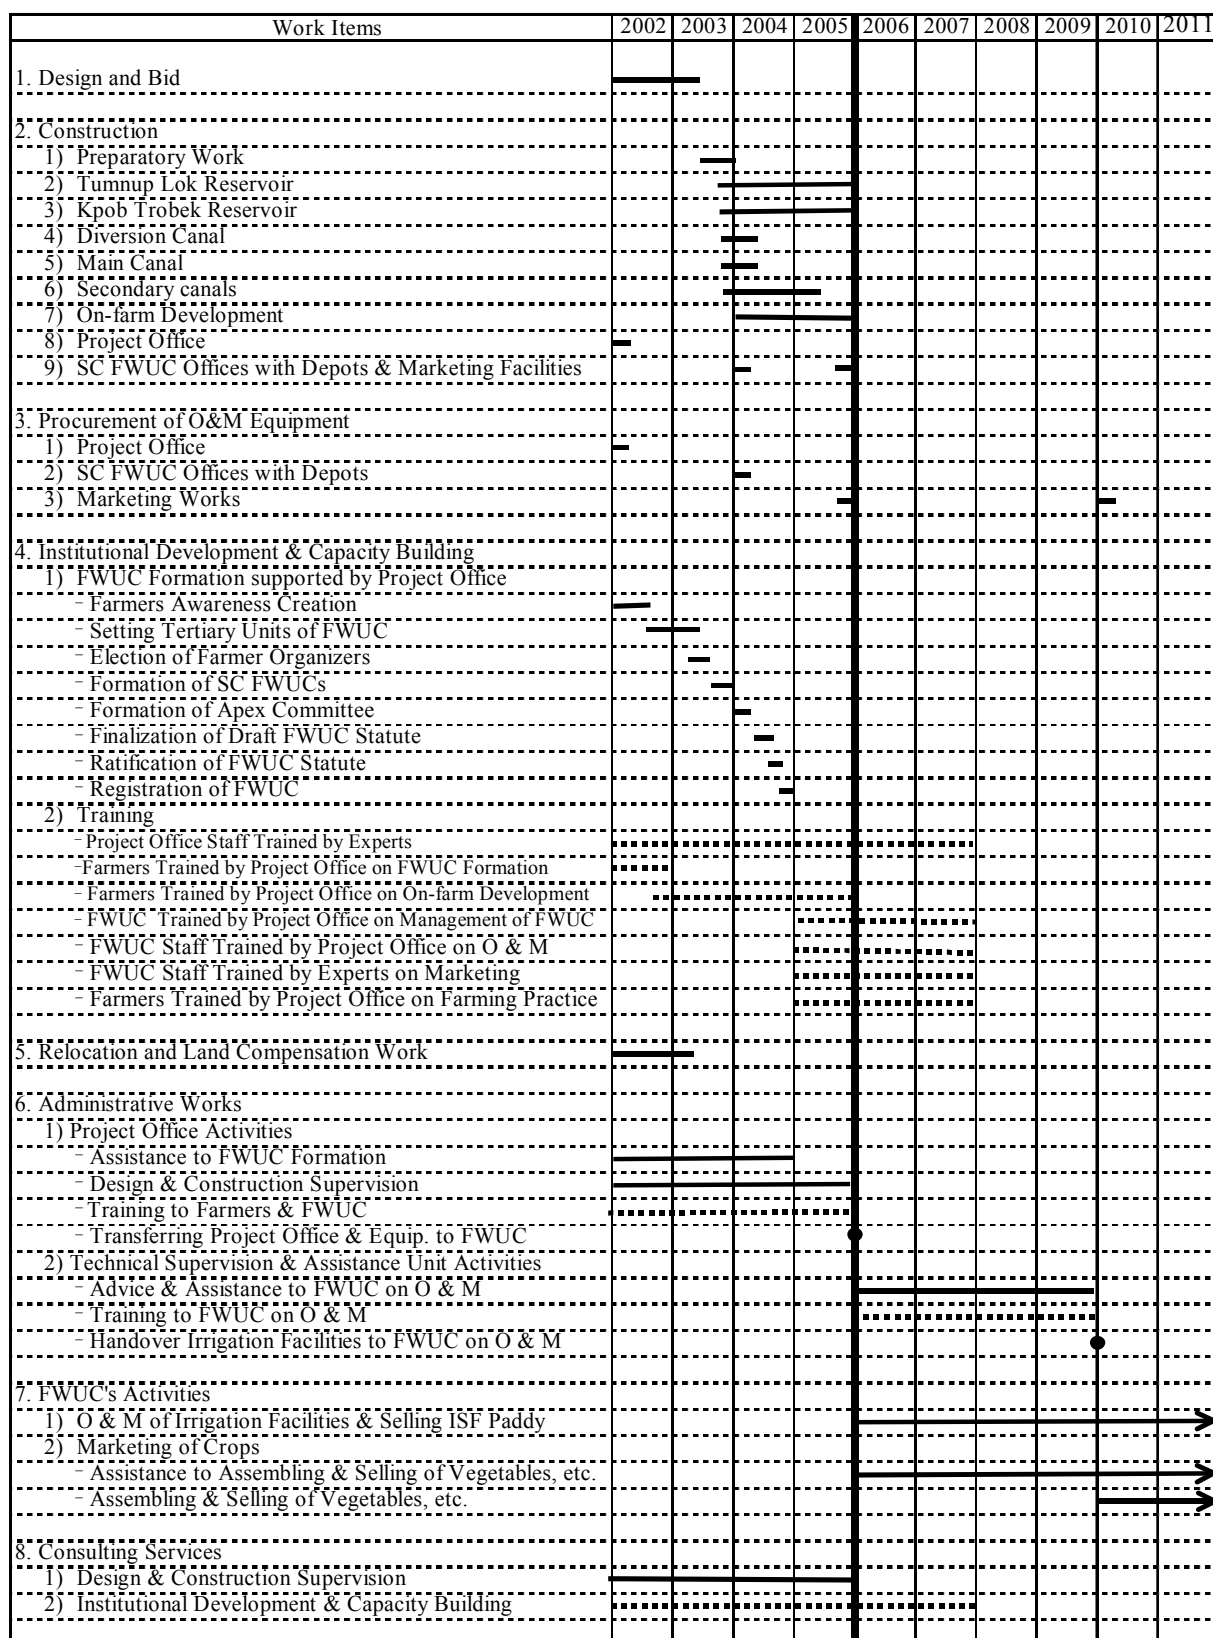 Work Items 2002 2003 2004 2005 2006 2007 2008 2009 2010 2011
1. Design and Bid
2. Construction
1) Preparatory Work
2) Tumnup Lok Reservoir
3) Kpob Trobek Reservoir
4) Diversion Canal
5) Main Canal
6) Secondary canals
7) On-farm Development
8) Project Office
9) SC FWUC Offices with Depots & Marketing Facilities
3. Procurement of O&M Equipment
1) Project Office
2) SC FWUC Offices with Depots
3) Marketing Works
4. Institutional Development & Capacity Building
1) FWUC Formation supported by Project Office
- Farmers Awareness Creation
- Setting Tertiary Units of FWUC
- Election of Farmer Organizers
- Formation of SC FWUCs
- Formation of Apex Committee
- Finalization of Draft FWUC Statute
- Ratification of FWUC Statute
- Registration of FWUC
2) Training
- Project Office Staff Trained by Experts
-Farmers Trained by Project Office on FWUC Formation
- Farmers Trained by Project Office on On-farm Development
- FWUC Trained by Project Office on Management of FWUC
- FWUC Staff Trained by Project Office on O & M
- FWUC Staff Trained by Experts on Marketing
- Farmers Trained by Project Office on Farming Practice
5. Relocation and Land Compensation Work
6. Administrative Works
1) Project Office Activities
- Assistance to FWUC Formation
- Design & Construction Supervision
- Training to Farmers & FWUC
- Transferring Project Office & Equip. to FWUC
2) Technical Supervision & Assistance Unit Activities
- Advice & Assistance to FWUC on O & M
- Training to FWUC on O & M
- Handover Irrigation Facilities to FWUC on O & M
7. FWUC's Activities
1) O & M of Irrigation Facilities & Selling ISF Paddy
2) Marketing of Crops
- Assistance to Assembling & Selling of Vegetables, etc.
- Assembling & Selling of Vegetables, etc.
8. Consulting Services
1) Design & Construction Supervision
2) Institutional Development & Capacity Building